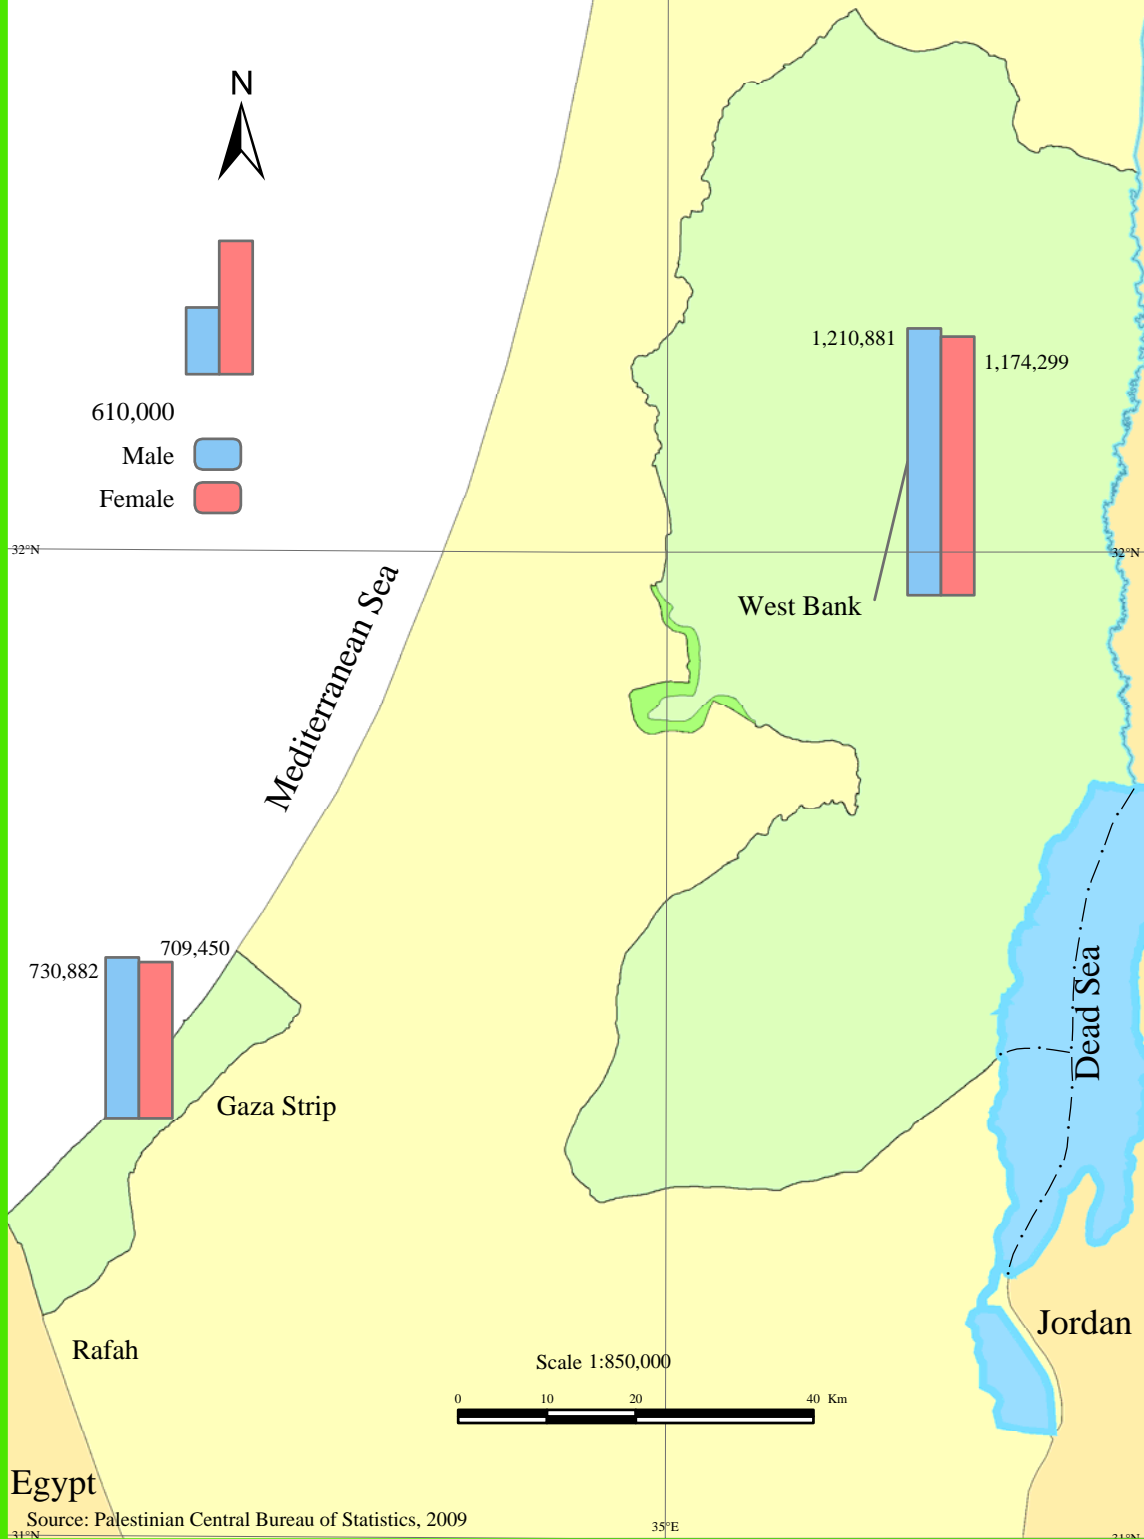 N
1,210,881
1,174,299
610,000
Male
Female
32°N
32°N
Mediterranean Sea
West Bank
709,450
730,882
Dead Sea
Gaza Strip
Jordan
Rafah
Scale 1:850,000
0 10 20 40 Km
Egypt
Source: Palestinian Central Bureau of Statistics, 2009
31°N
35°E
31°N